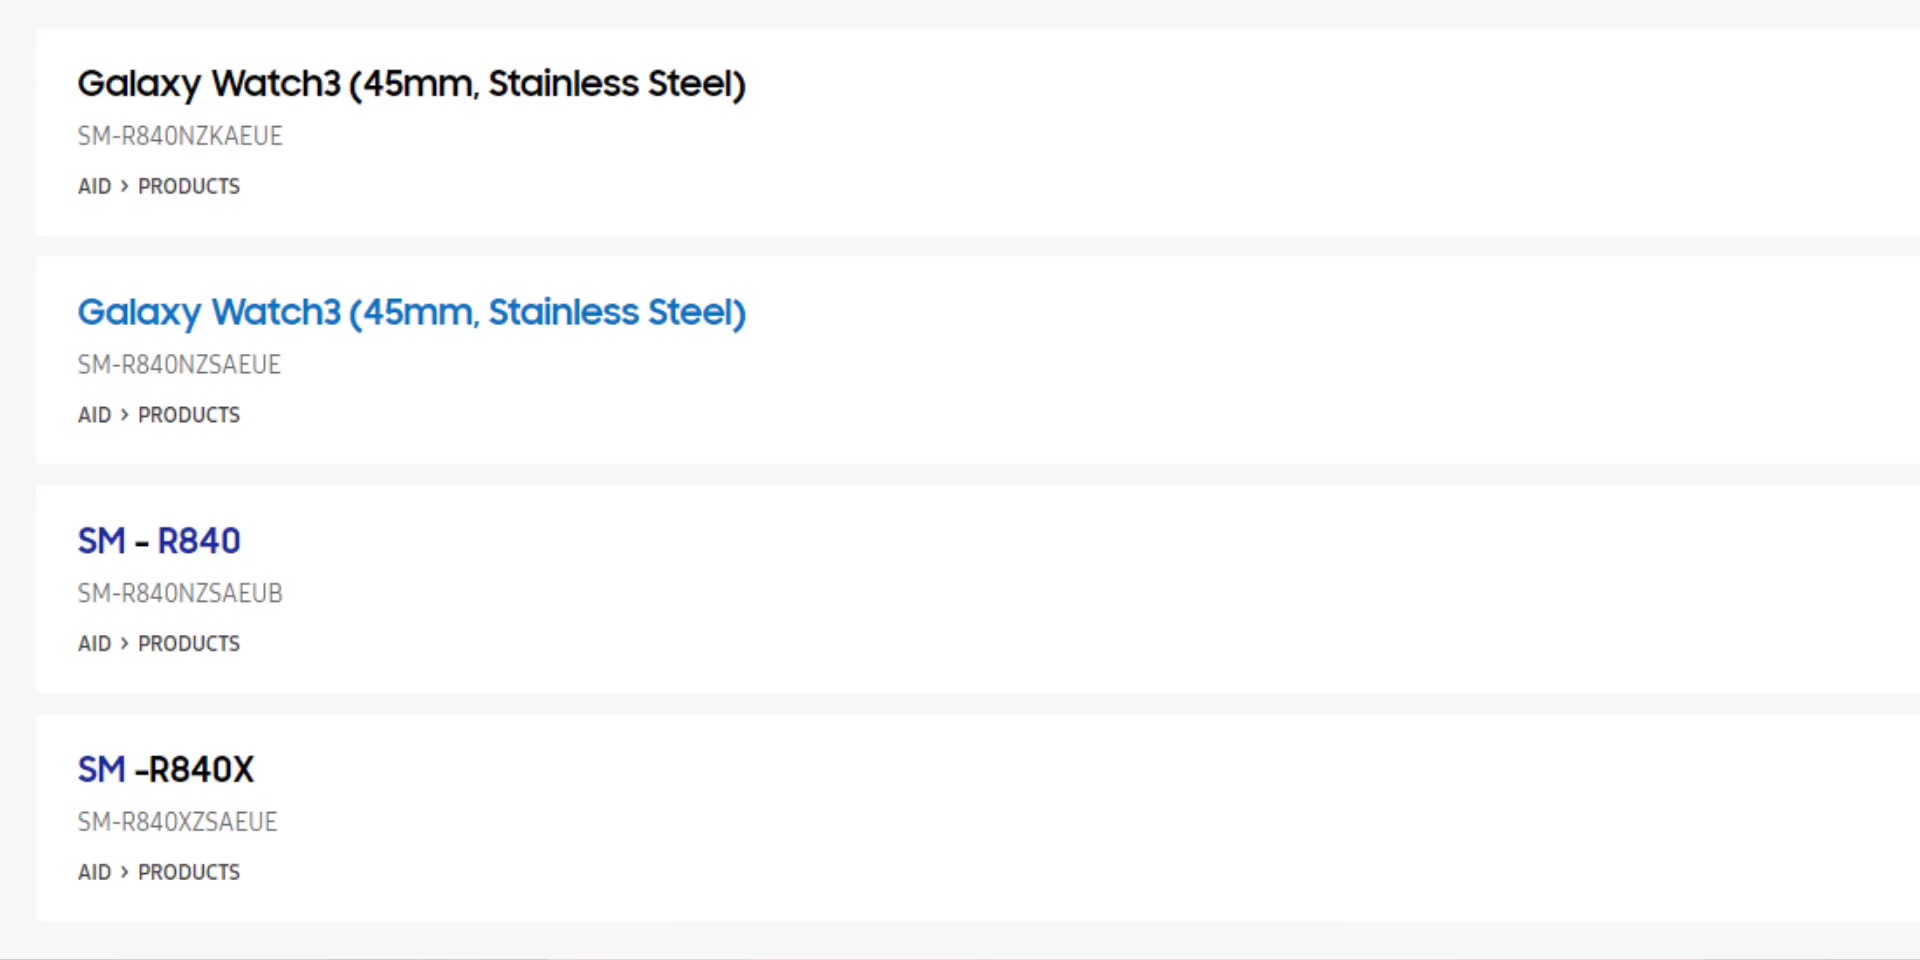 Galaxy Watch3 (45mm, Stainless Steel)
SM-R840NZKAEUE
AID > PRODUCTS
Galaxy Watch3 (45mm, Stainless Steel)
SM-R840NZSAEUE
AID > PRODUCTS
SM - R840
SM-R840NZSAEUB
AID > PRODUCTS
SM -R840X
SM-R840XZSAEUE
AID > PRODUCTS